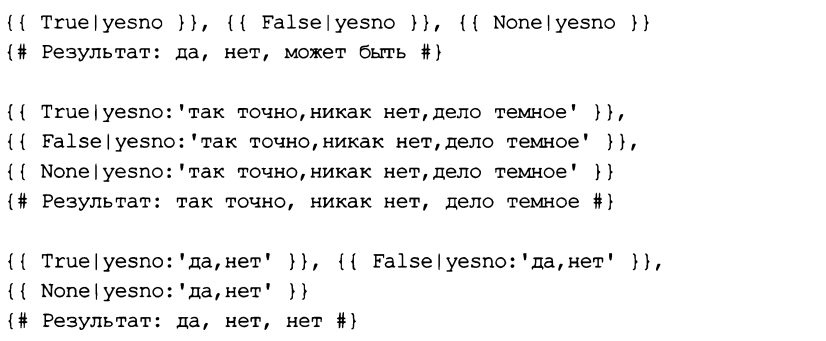 {{ True|yesno }}, {{ False|yesno }}, {{ None|yesno }}
{# Результат: да, нет, может быть #}
{{ True|yesno:'так точно,никак нет,дело темное' }},
{{ False|yesno:'так точно,никак нет,дело темное' }},
{{ None|yesno:'так точно,никак нет,дело темное' }}
{# Результат: так точно, никак нет, дело темное #}
{{ True|yesno:'да,нет' }}, {{ False|yesno:'да,нет' }},
{{ None|yesno:'да,нет' }}
{# Результат: да, нет, нет #}